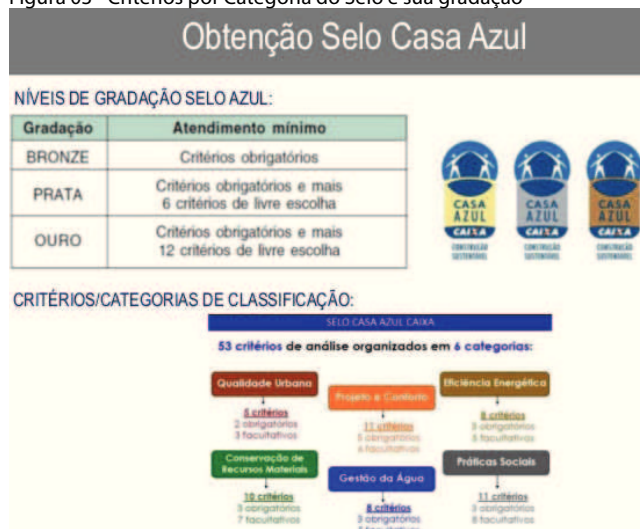 Figura 05 - Critérios por Categoria do Selo e sua gradação
Obtenção Selo Casa Azul
NÍVEIS DE GRADAÇÃO SELO AZUL:
Gradação Atendimento mínimo
BRONZE Critérios obrigatórios
PRATA Critérios obrigatórios e mais
6 critérios de livre escolha
OURO Critérios obrigatórios e mais
12 critérios de livre escolha
CASA AZUL CAIXA CONSTRUÇÃO SUSTENTÁVEL
CASA AZUL CAIXA CONSTRUÇÃO SUSTENTÁVEL
CASA AZUL CAIXA CONSTRUÇÃO SUSTENTÁVEL
CRITÉRIOS/CATEGORIAS DE CLASSIFICAÇÃO:
SELO CASA AZUL CAIXA
53 critérios de análise organizados em 6 categorias:
Qualidade Urbana
5 critérios
2 obrigatórios
3 facultativos
Projeto e Conforto
11 critérios
5 obrigatórios
6 facultativos
Eficiência Energética
8 critérios
3 obrigatórios
5 facultativos
Conservação de
Recursos Materiais
10 critérios
3 obrigatórios
7 facultativos
Gestão da Água
8 critérios
3 obrigatórios
Práticas Sociais
11 critérios
3 obrigatórios
8 facultativos